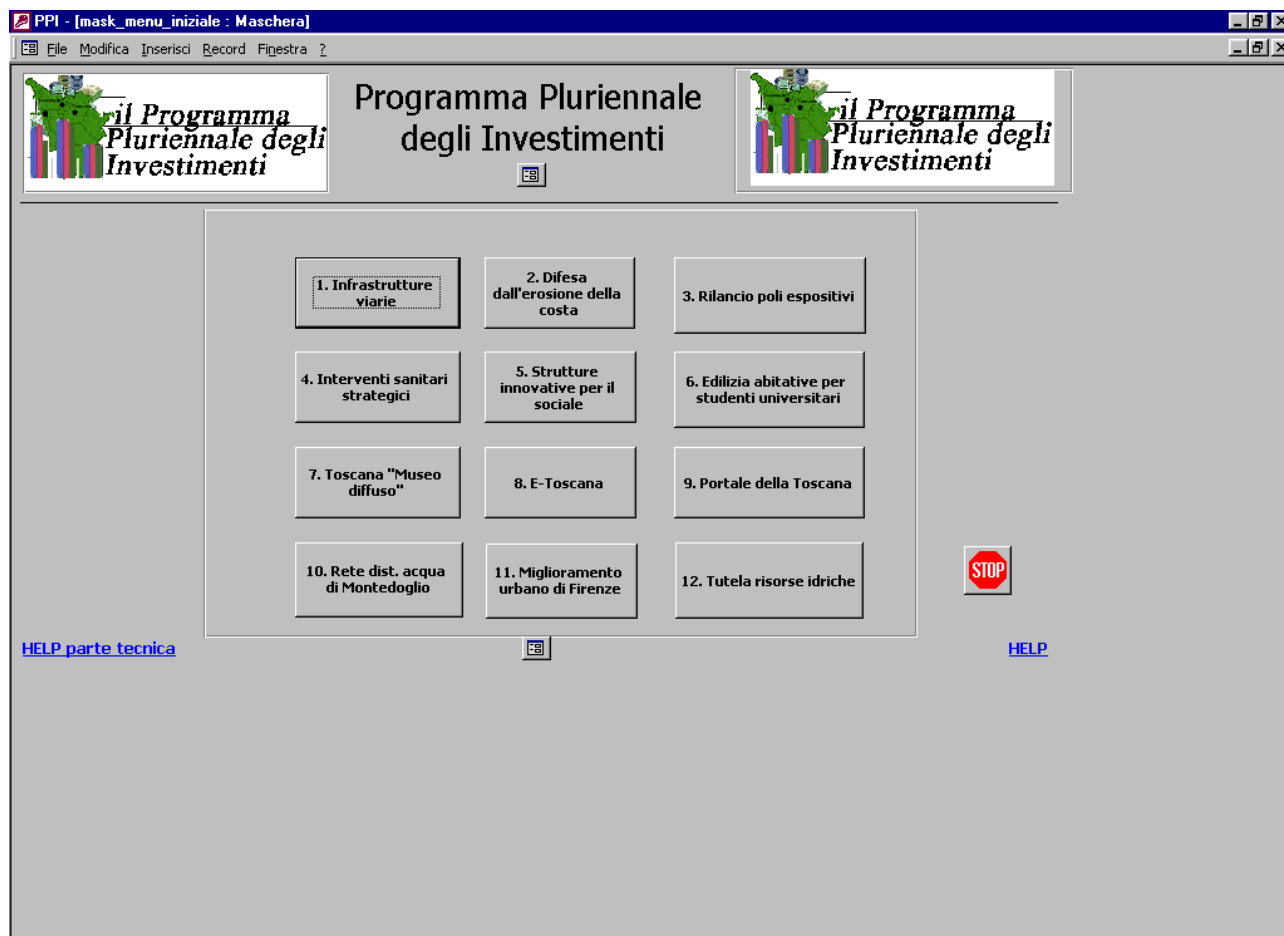 PPI - [mask_menu_iniziale : Maschera]
File Modifica Inserisci Record Finestra ?
il Programma
Pluriennale degli
Investimenti
Programma Pluriennale
degli Investimenti
il Programma
Pluriennale degli
Investimenti
1. Infrastrutture
viarie
2. Difesa
dall'erosione della
costa
3. Rilancio poli espositivi
4. Interventi sanitari
strategici
5. Strutture
innovative per il
sociale
6. Edilizia abitative per
studenti universitari
7. Toscana "Museo
diffuso"
8. E-Toscana
9. Portale della Toscana
10. Rete dist. acqua
di Montedoglio
11. Miglioramento
urbano di Firenze
12. Tutela risorse idriche
STOP
HELP parte tecnica
HELP